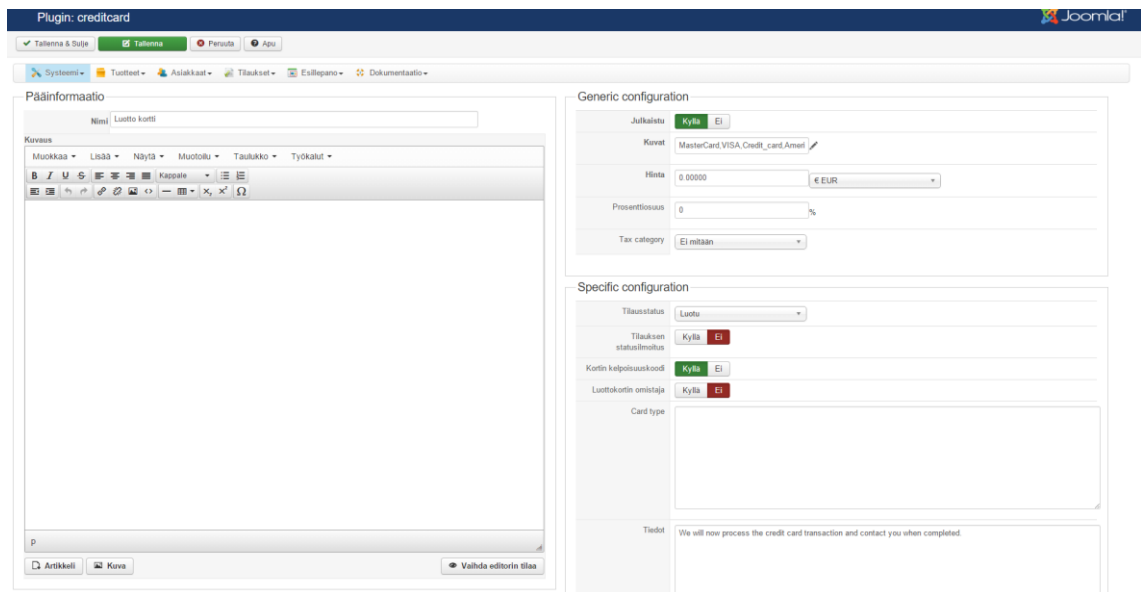 Plugin: creditcard
Joomla!
Tallenna & Sulje Tallenna Peruuta Apu
Systeemi Tuotteet Asiakkaat Tilaukset Esillepano Dokumentaatio
Pääinformaatio
Nimi Luotto kortti
Kuvaus
Muokkaa Lisää Näytä Muotoilu Taulukko Työkalut
B I U S Kappale
x, x² Ω
P
Artikkeli Kuva Vaihda editorin tilaa
Generic configuration
Julkaistu Kyllä Ei
Kuvat MasterCard,VISA,Credit_card,Ameri
Hinta 0.00000 € EUR
Prosenttiosuus 0 %
Tax category Ei mitään
Specific configuration
Tilausstatus Luotu
Tilauksen
statusilmoitus Kyllä Ei
Kortin kelpoisuuskoodi Kyllä Ei
Luottokortin omistaja Kyllä Ei
Card type
Tiedot We will now process the credit card transaction and contact you when completed.